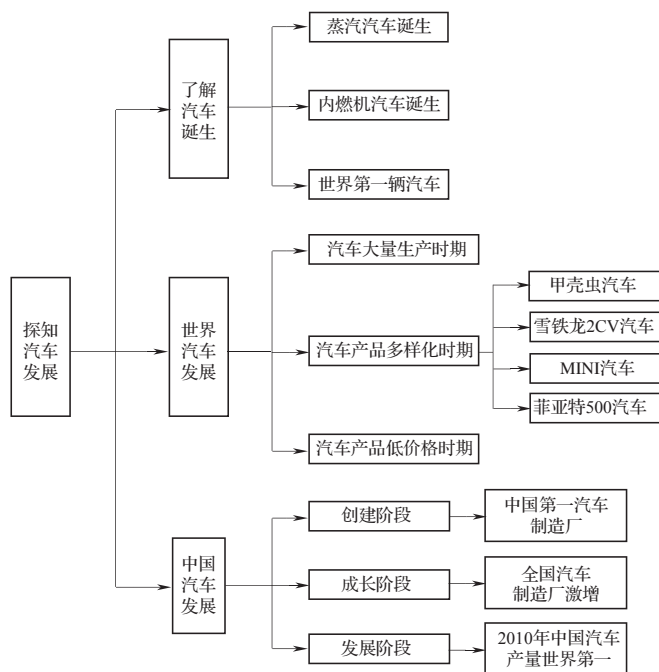 探知
汽车
发展
了解
汽车
诞生
蒸汽汽车诞生
内燃机汽车诞生
世界第一辆汽车
世界
汽车
发展
汽车大量生产时期
汽车产品多样化时期
甲壳虫汽车
雪铁龙2CV汽车
MINI汽车
菲亚特500汽车
汽车产品低价格时期
中国
汽车
发展
创建阶段
中国第一汽车
制造厂
成长阶段
全国汽车
制造厂激增
发展阶段
2010年中国汽车
产量世界第一